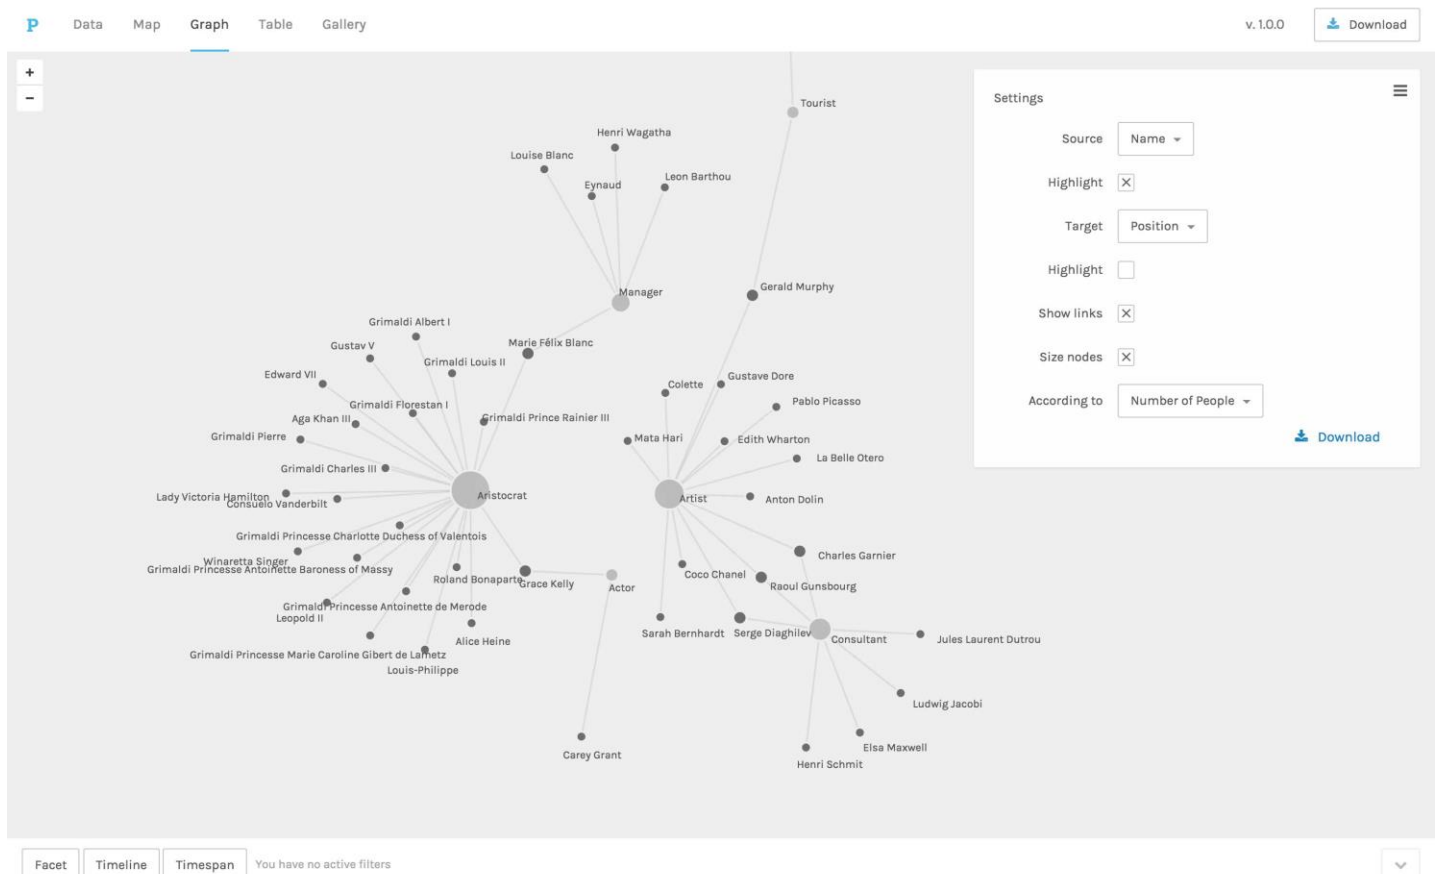 P Data Map Graph Table Gallery v. 1.0.0 Download
+
−
Settings
Source Name
Highlight
Target Position
Highlight
Show links
Size nodes
According to Number of People
Download
Tourist
Henri Wagatha
Louise Blanc
Leon Barthou
Eynaud
Gerald Murphy
Manager
Grimaldi Albert I
Marie Félix Blanc
Gustav V
Grimaldi Louis II
Edward VII
Gustave Dore
Colette
Pablo Picasso
Grimaldi Florestan I
Aga Khan III
Grimaldi Prince Rainier III
Grimaldi Pierre
Mata Hari
Edith Wharton
La Belle Otero
Grimaldi Charles III
Lady Victoria Hamilton
Consuelo Vanderbilt
Aristocrat
Artist
Anton Dolin
Grimaldi Princesse Charlotte Duchess of Valentois
Charles Garnier
Winaretta Singer
Grimaldi Princesse Antoinette Baroness of Massy
Roland Bonaparte
Grace Kelly
Actor
Coco Chanel
Raoul Gunsbourg
Grimaldi Princesse Antoinette de Merode
Leopold II
Alice Heine
Sarah Bernhardt
Serge Diaghilev
Consultant
Jules Laurent Dutrou
Grimaldi Princesse Marie Caroline Gibert de Lametz
Louis-Philippe
Ludwig Jacobi
Carey Grant
Elsa Maxwell
Henri Schmit
Facet Timeline Timespan You have no active filters